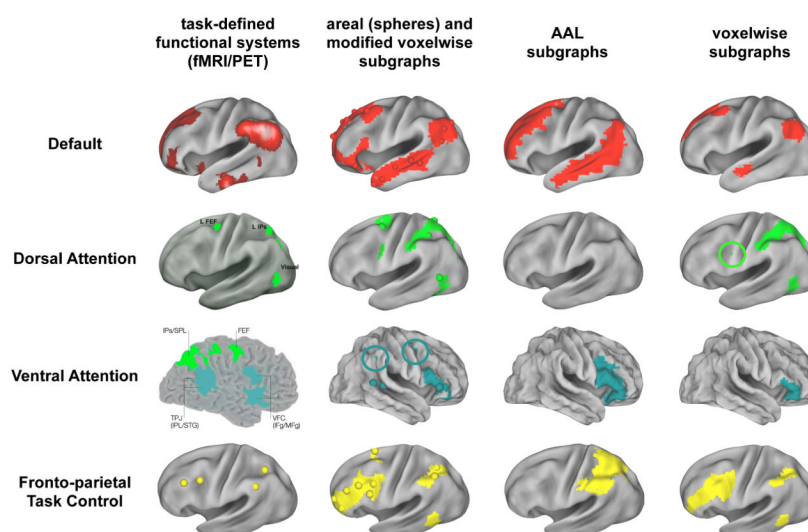 task-defined
functional systems
(fMRI/PET)
areal (spheres) and
modified voxelwise
subgraphs
AAL
subgraphs
voxelwise
subgraphs
Default
Dorsal Attention
L FEF
L IPs
Visual
Ventral Attention
IPs/SPL
FEF
TPJ
(IPL/STG)
VFC
(IFg/MFg)
Fronto-parietal
Task Control